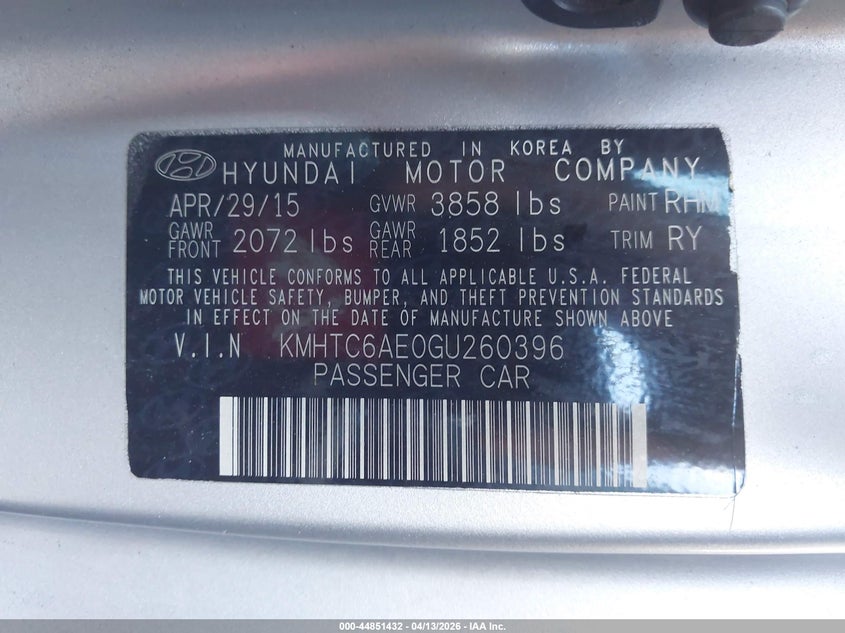 MANUFACTURED IN KOREA BY
HYUNDAI MOTOR COMPANY
APR/29/15 GVWR 3858 lbs PAINT RHM
GAWR FRONT 2072 lbs GAWR REAR 1852 lbs TRIM RY
THIS VEHICLE CONFORMS TO ALL APPLICABLE U.S.A. FEDERAL
MOTOR VEHICLE SAFETY, BUMPER, AND THEFT PREVENTION STANDARDS
IN EFFECT ON THE DATE OF MANUFACTURE SHOWN ABOVE
V.I.N KMHTC6AE0GU260396
PASSENGER CAR
000-44851432 - 04/13/2026 - IAA Inc.